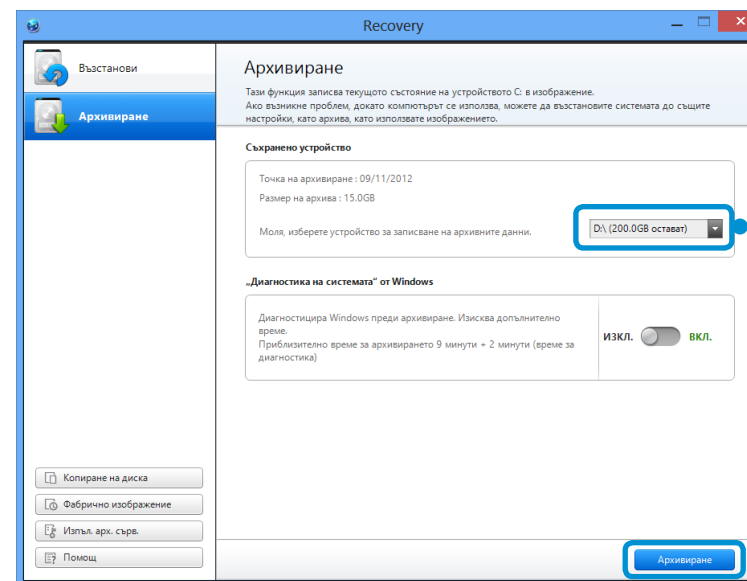 Recovery
Възстанови
Архивиране
Архивиране
Тази функция записва текущото състояние на устройството C: в изображение.
Ако възникне проблем, докато компютърът се използва, можете да възстановите системата до същите
настройки, като архива, като използвате изображението.
Съхранено устройство
Точка на архивиране : 09/11/2012
Размер на архива : 15.0GB
Моля, изберете устройство за записване на архивните данни.
D:\ (200.0GB остават)
„Диагностика на системата“ от Windows
Диагностицира Windows преди архивиране. Изисква допълнително
време.
Приблизително време за архивирането 9 минути + 2 минути (време за
диагностика)
ИЗКЛ.
ВКЛ.
Копиране на диска
Фабрично изображение
Изпъл. арх. сърв.
Помощ
Архивиране